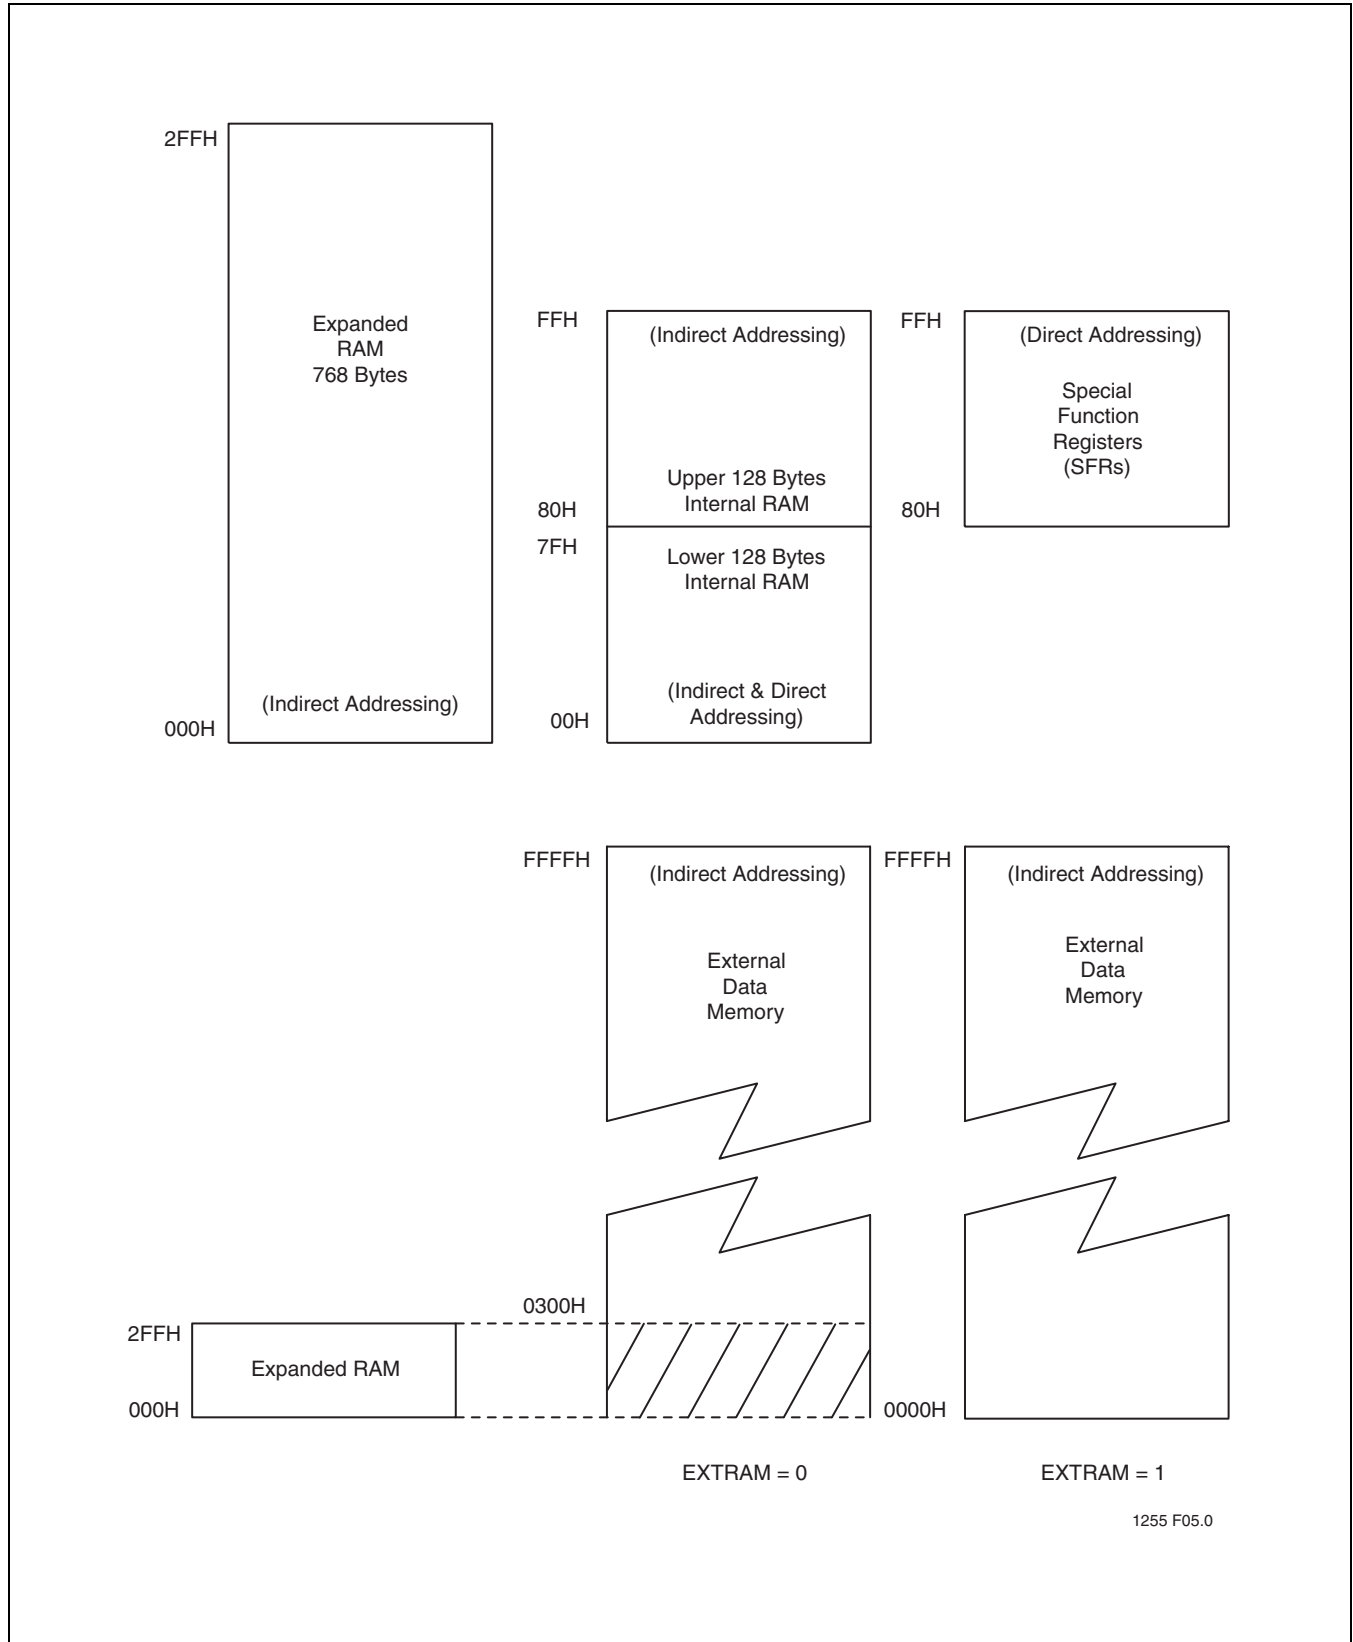 2FFH
Expanded
RAM
768 Bytes
(Indirect Addressing)
000H
FFH
(Indirect Addressing)
Upper 128 Bytes
Internal RAM
80H
7FH
Lower 128 Bytes
Internal RAM
(Indirect & Direct
Addressing)
00H
FFH
(Direct Addressing)
Special
Function
Registers
(SFRs)
80H
FFFFH
(Indirect Addressing)
External
Data
Memory
FFFFH
(Indirect Addressing)
External
Data
Memory
0300H
2FFH
Expanded RAM
000H
0000H
EXTRAM = 0
EXTRAM = 1
1255 F05.0